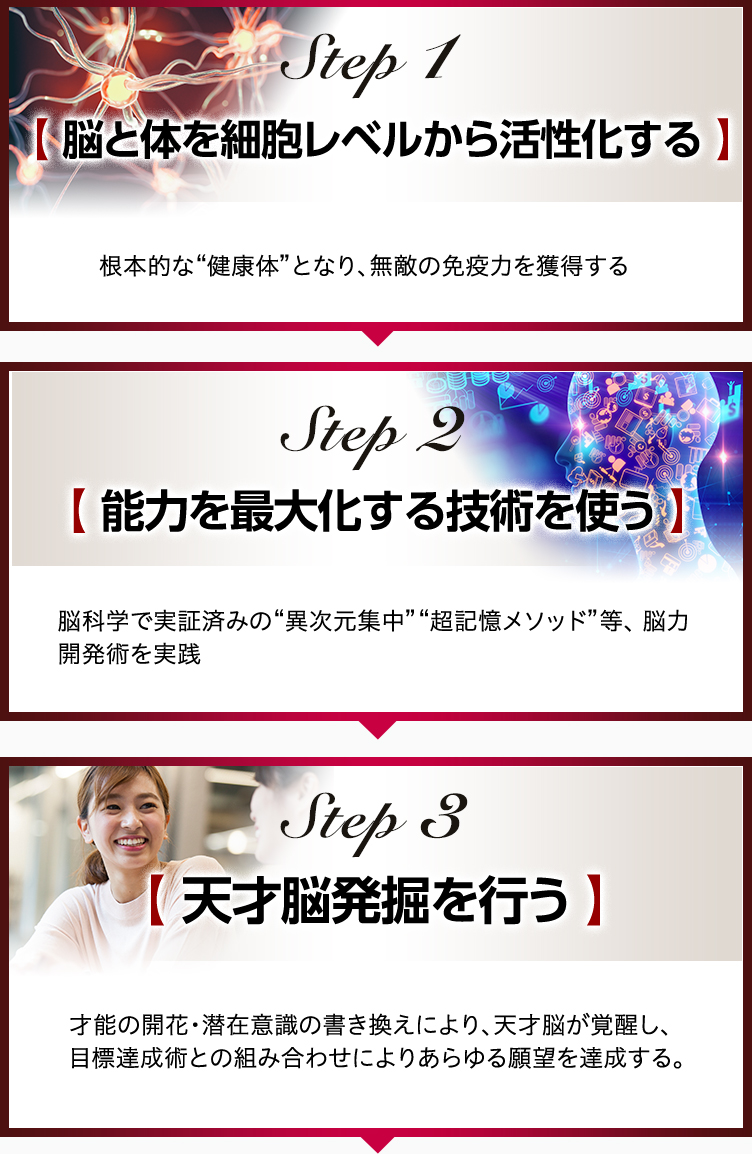 Step 1
【 脳と体を細胞レベルから活性化する 】
根本的な“健康体”となり、無敵の免疫力を獲得する
Step 2
【 能力を最大化する技術を使う 】
脳科学で実証済みの“異次元集中”“超記憶メソッド”等、脳力
開発術を実践
Step 3
【 天才脳発掘を行う 】
才能の開花・潜在意識の書き換えにより、天才脳が覚醒し、
目標達成術との組み合わせによりあらゆる願望を達成する。